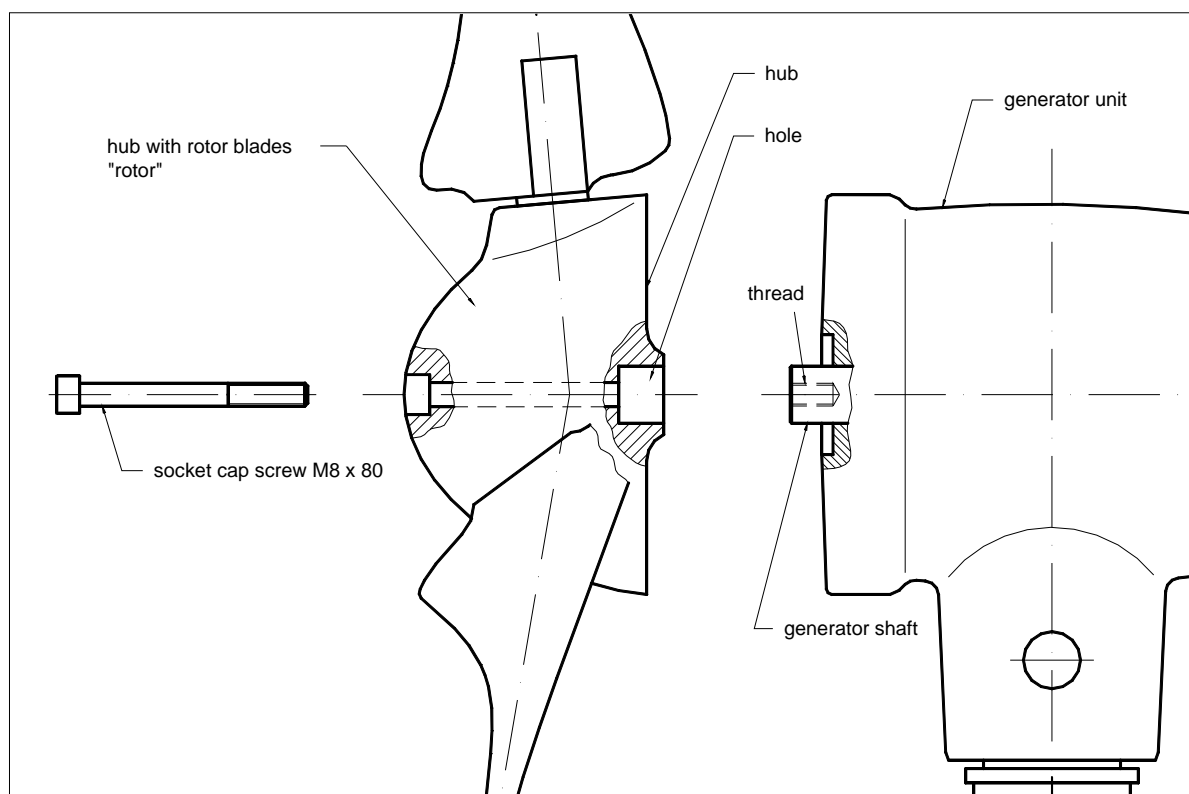 hub
generator unit
hole
hub with rotor blades
"rotor"
thread
socket cap screw M8 x 80
generator shaft